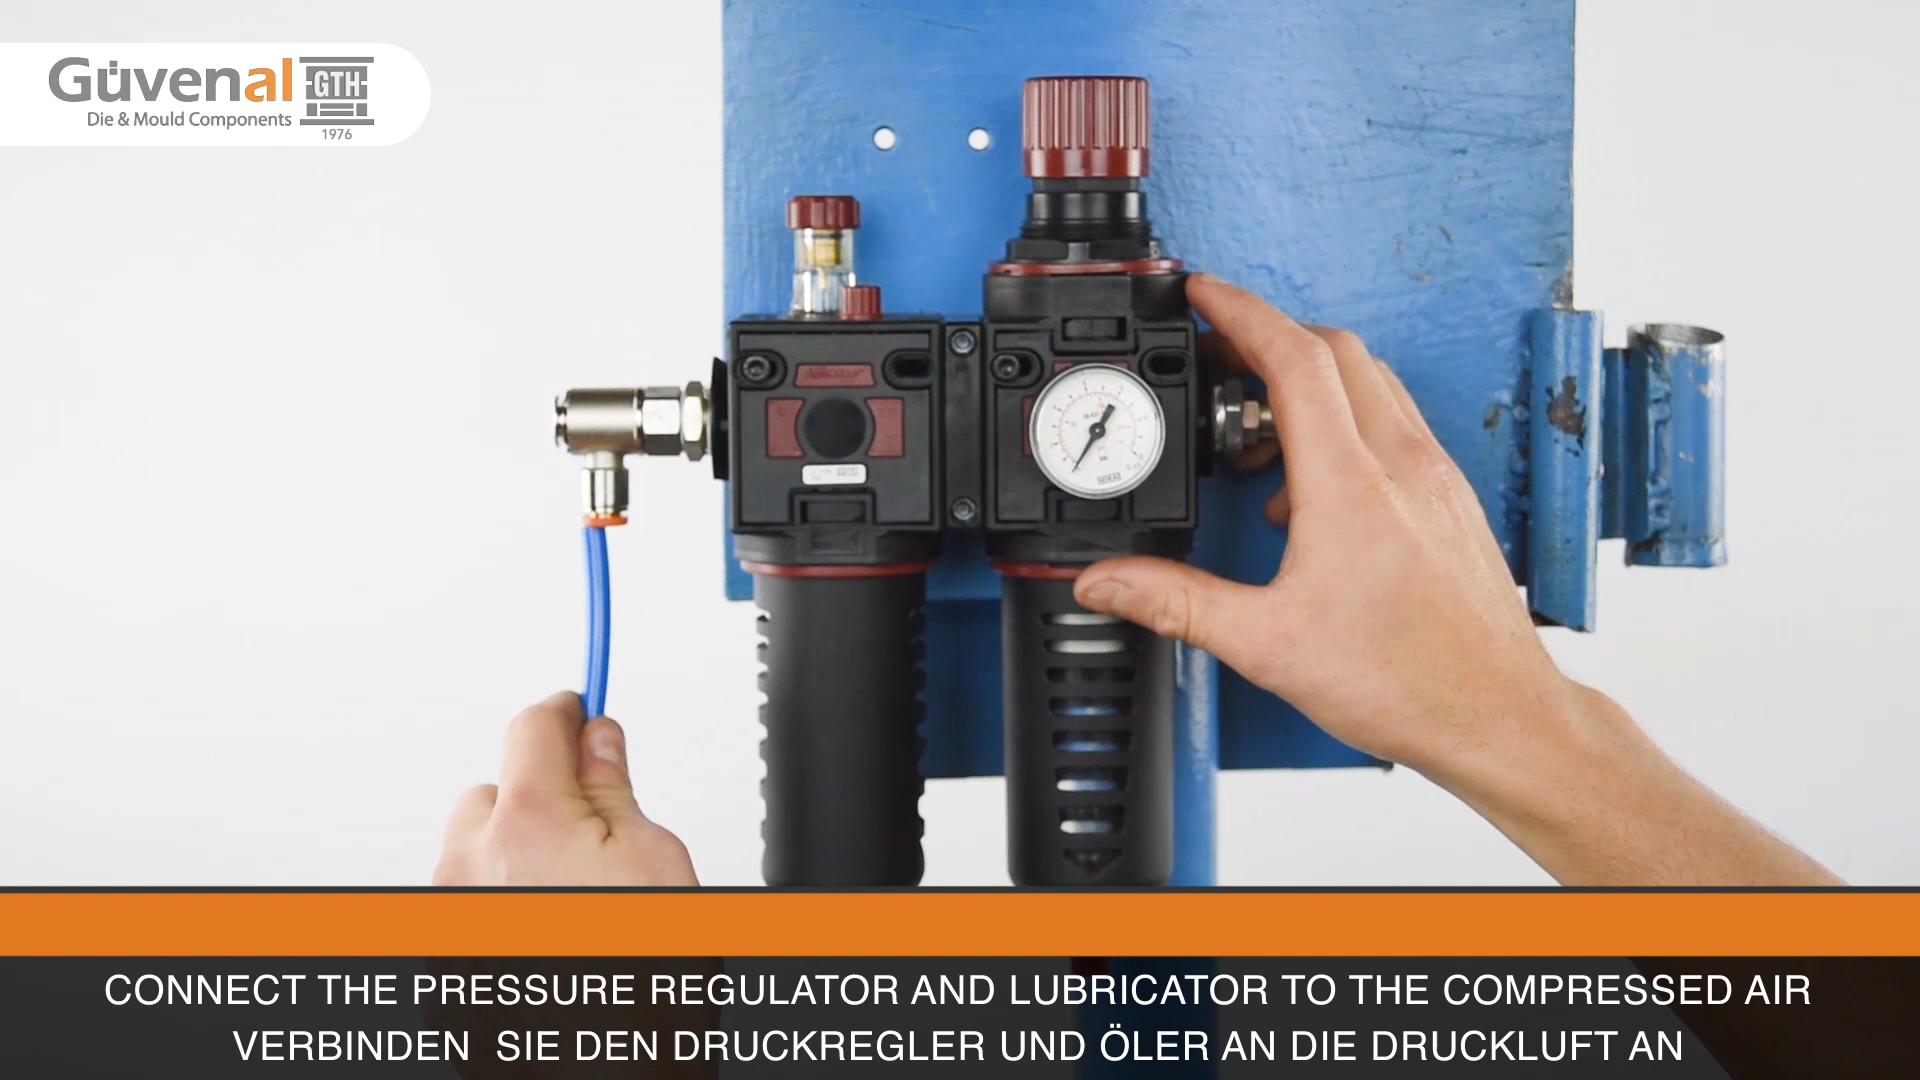 Güvenal
Die & Mould Components
GTH
1976
CONNECT THE PRESSURE REGULATOR AND LUBRICATOR TO THE COMPRESSED AIR
VERBINDEN SIE DEN DRUCKREGLER UND ÖLER AN DIE DRUCKLUFT AN